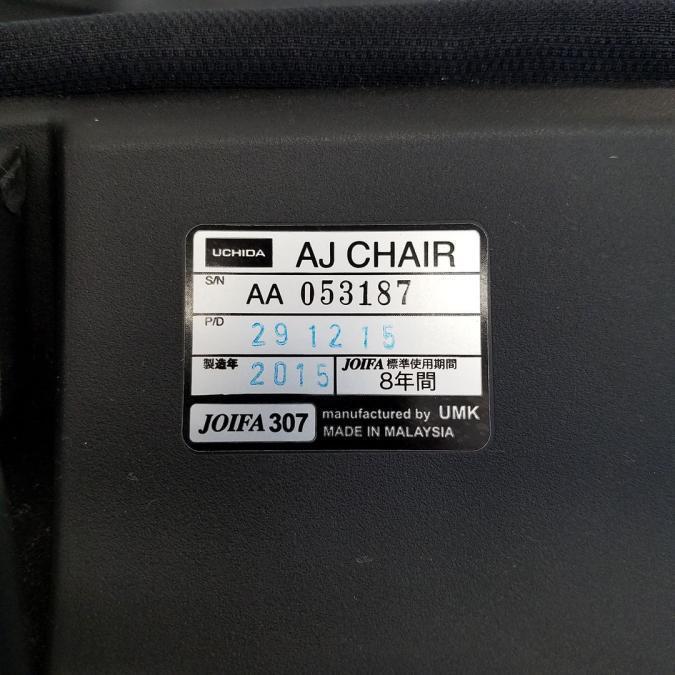 UCHIDA AJ CHAIR
S/N AA 053187
P/D 29 12 15
製造年 2015 JOIFA 標準使用期間 8年間
JOIFA 307 manufactured by UMK
MADE IN MALAYSIA